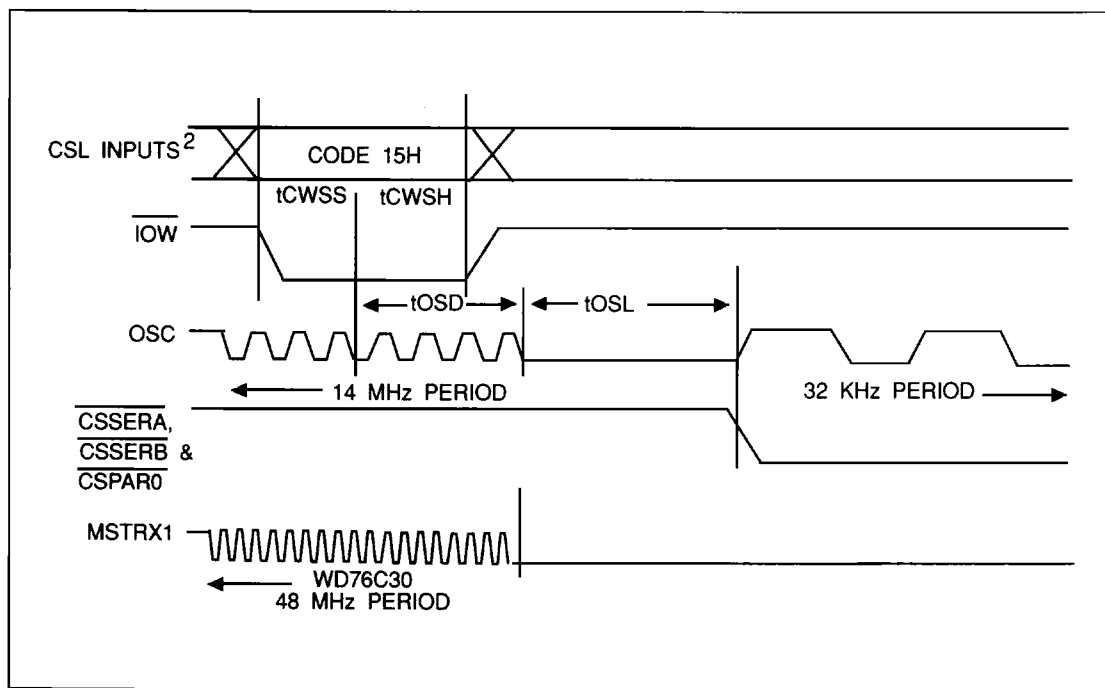 CSL INPUTS2
CODE 15H
tCWSS tCWSH
IOW
tOSD tOSL
OSC
14 MHz PERIOD 32 KHz PERIOD
CSSERA,
CSSERB &
CSPAR0
MSTRX1
WD76C30
48 MHz PERIOD